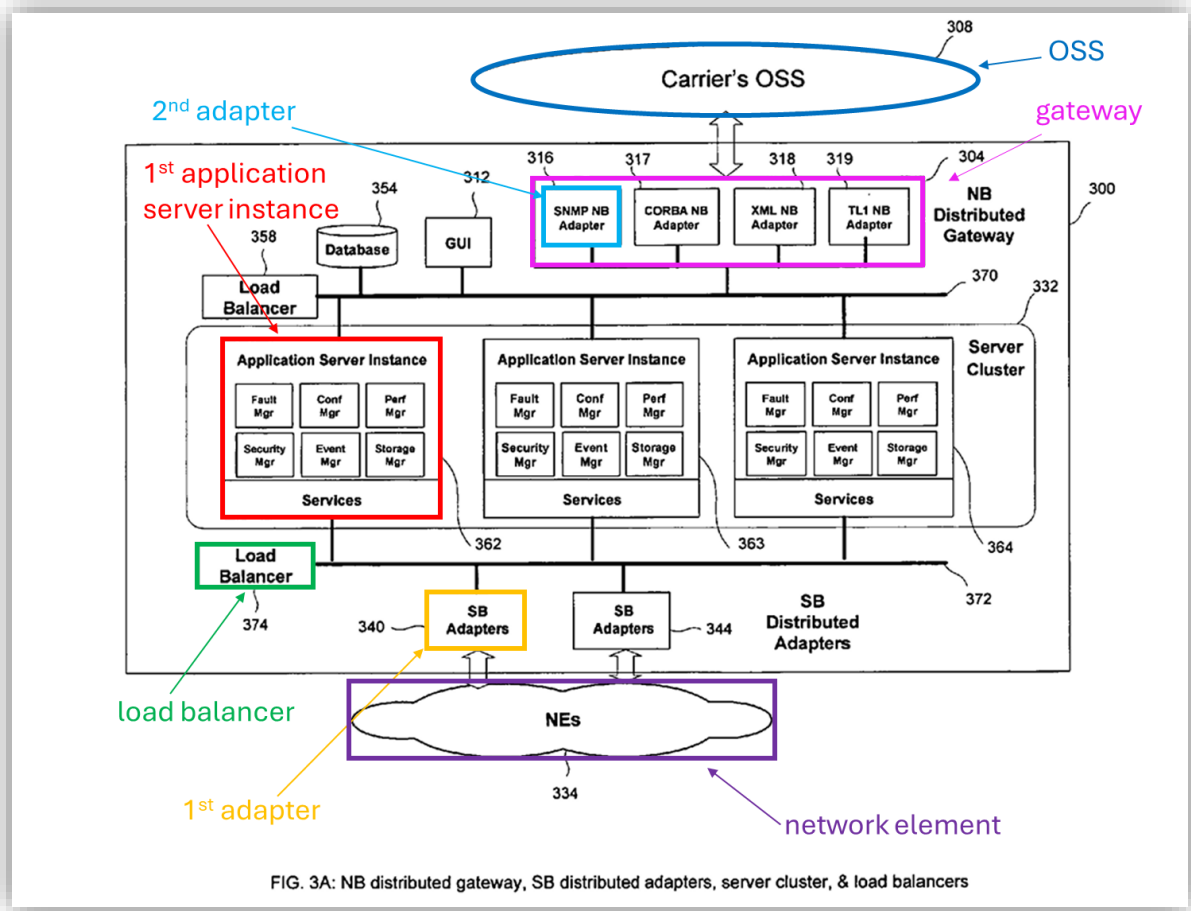 308
OSS
Carrier's OSS
2nd adapter
gateway
316
317
318
319
304
1st application
server instance
354
312
SNMP NB
Adapter
CORBA NB
Adapter
XML NB
Adapter
TL1 NB
Adapter
NB
Distributed
Gateway
300
358
Database
GUI
Load
Balancer
370
332
Application Server Instance
Fault
Mgr
Conf
Mgr
Perf
Mgr
Security
Mgr
Event
Mgr
Storage
Mgr
Services
Application Server Instance
Fault
Mgr
Conf
Mgr
Perf
Mgr
Security
Mgr
Event
Mgr
Storage
Mgr
Services
Application Server Instance
Fault
Mgr
Conf
Mgr
Perf
Mgr
Security
Mgr
Event
Mgr
Storage
Mgr
Services
Server
Cluster
362
363
364
Load
Balancer
374
372
340
SB
Adapters
SB
Adapters
344
SB
Distributed
Adapters
load balancer
NEs
334
1st adapter
network element
FIG. 3A: NB distributed gateway, SB distributed adapters, server cluster, & load balancers